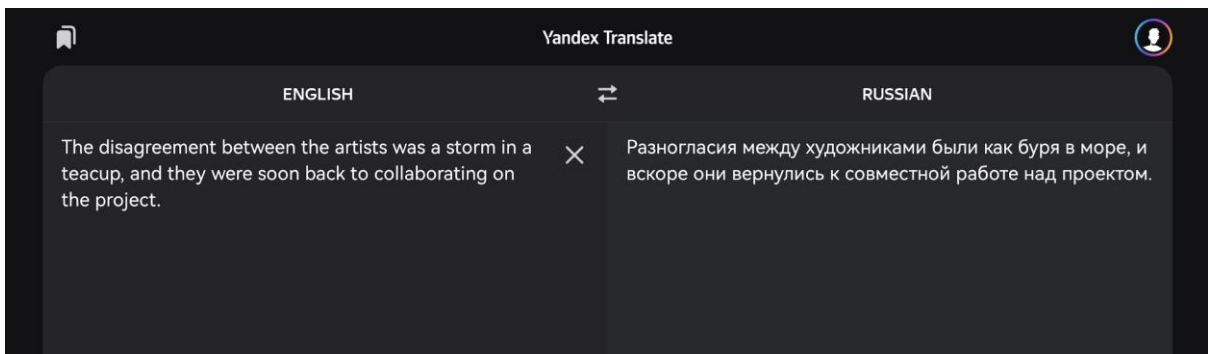 Yandex Translate
ENGLISH
RUSSIAN
The disagreement between the artists was a storm in a
teacup, and they were soon back to collaborating on
the project.
Разногласия между художниками были как буря в море, и
вскоре они вернулись к совместной работе над проектом.